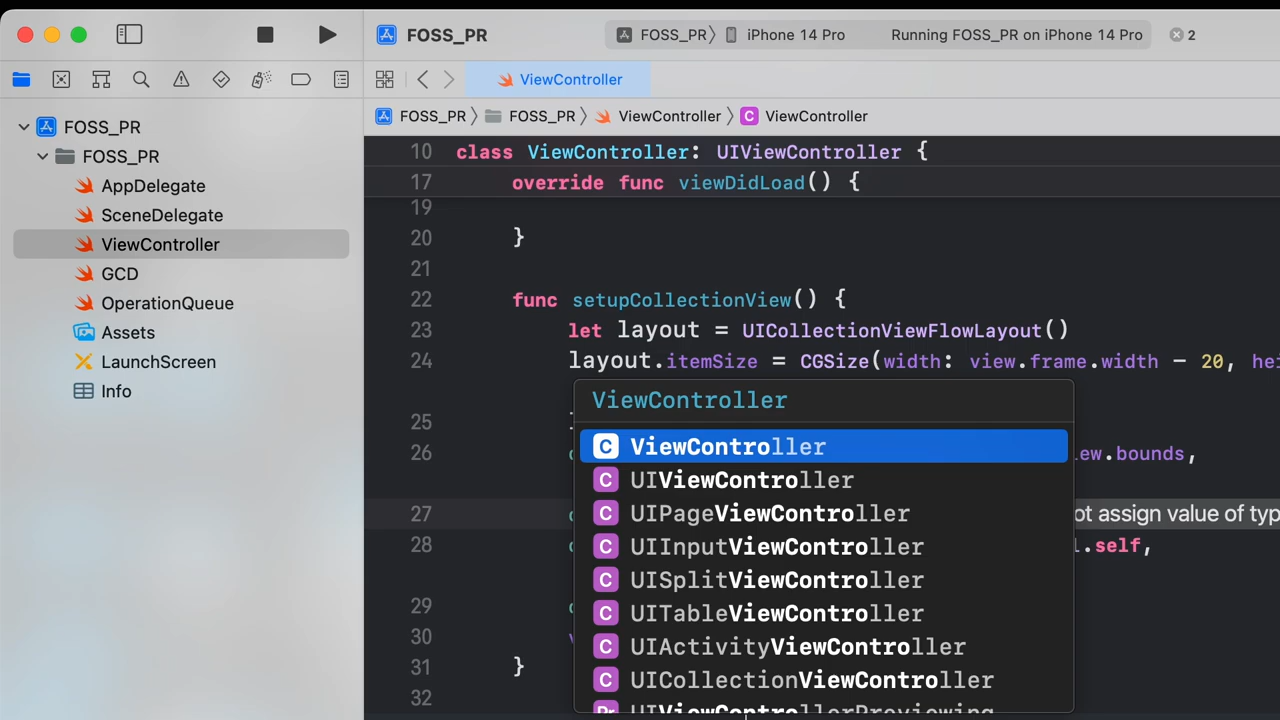 FOSS_PR
FOSS_PR
iPhone 14 Pro
Running FOSS_PR on iPhone 14 Pro
2
ViewController
FOSS_PR
FOSS_PR
ViewController
C ViewController
FOSS_PR
FOSS_PR
AppDelegate
SceneDelegate
ViewController
GCD
OperationQueue
Assets
LaunchScreen
Info
10 class ViewController: UIViewController {
17 override func viewDidLoad() {
19
20 }
21
22 func setupCollectionView() {
23 let layout = UICollectionViewFlowLayout()
24 layout.itemSize = CGSize(width: view.frame.width - 20, hei
25
26 .bounds,
27 ot assign value of typ
28 .self,
29
30
31 }
32
ViewController
C ViewController
C UIViewController
C UIPageViewController
C UIInputViewController
C UISplitViewController
C UITableViewController
C UIActivityViewController
C UICollectionViewController
Pr UIViewControllerPreviewing